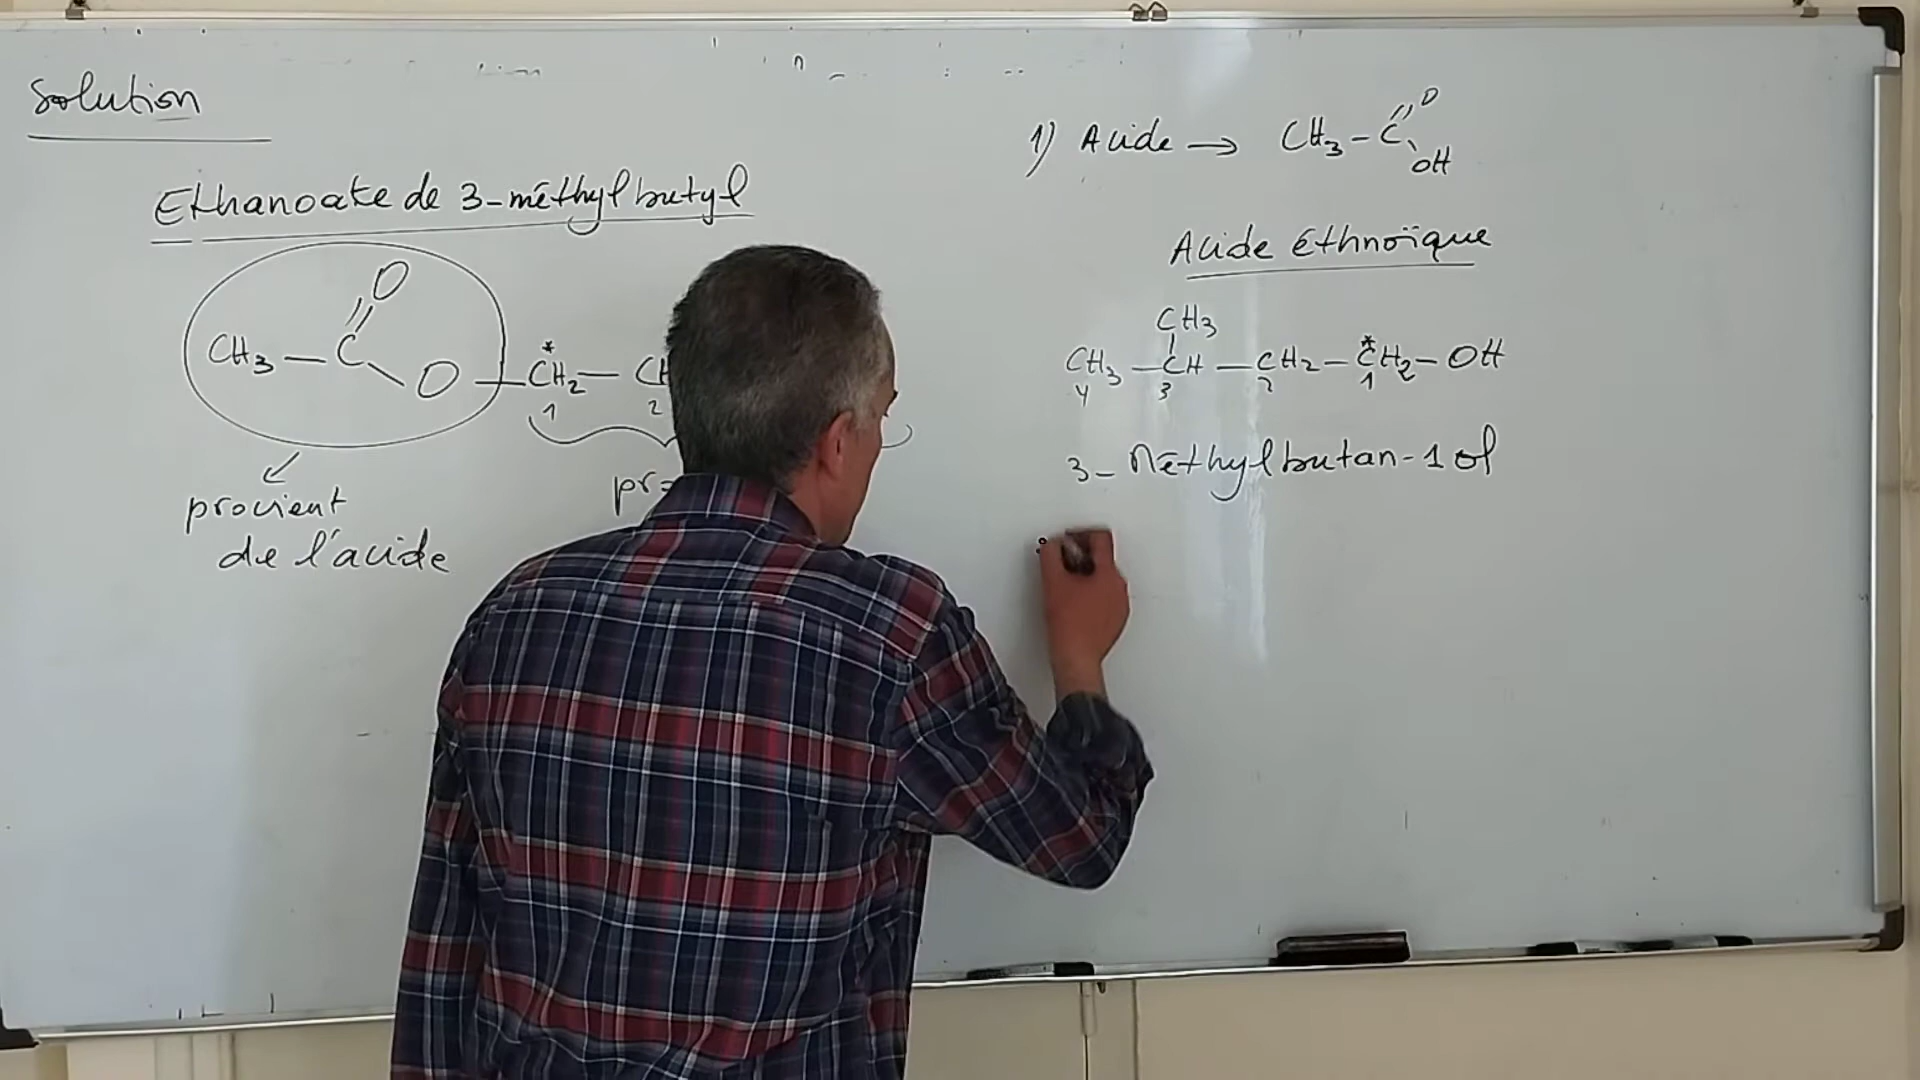 Solution
Ethanoate de 3-méthylbutyl
O
CH3 — C
O — *CH2 — CH
1 2
provient
de l'acide
1) Acide → CH3 - C
O
OH
Acide éthnoïque
CH3
CH3 — CH — CH2 - *CH2 - OH
4 3 2 1
3- Méthylbutan-1 ol